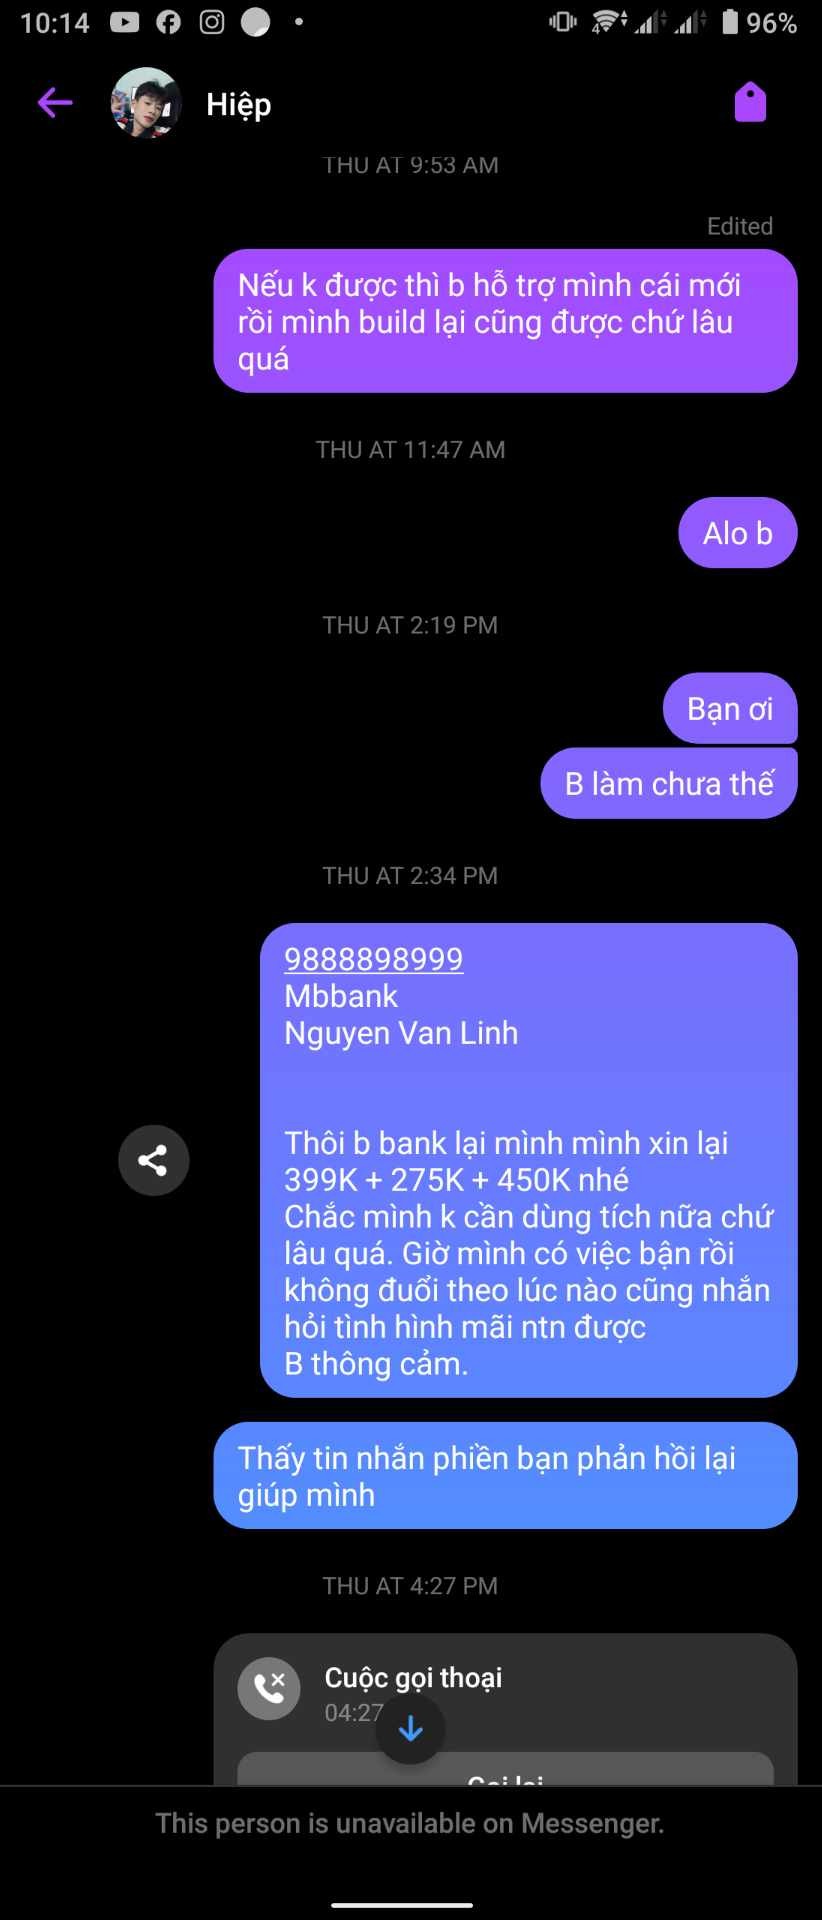 10:14
4
96%
Hiệp
THU AT 9:53 AM
Edited
Nếu k được thì b hỗ trợ mình cái mới
rồi mình build lại cũng được chứ lâu
quá
THU AT 11:47 AM
Alo b
THU AT 2:19 PM
Bạn ơi
B làm chưa thế
THU AT 2:34 PM
9888898999
Mbbank
Nguyen Van Linh
Thôi b bank lại mình mình xin lại
399K + 275K + 450K nhé
Chắc mình k cần dùng tích nữa chứ
lâu quá. Giờ mình có việc bận rồi
không đuổi theo lúc nào cũng nhắn
hỏi tình hình mãi ntn được
B thông cảm.
Thấy tin nhắn phiền bạn phản hồi lại
giúp mình
THU AT 4:27 PM
Cuộc gọi thoại
04:27
Gọi lại
This person is unavailable on Messenger.